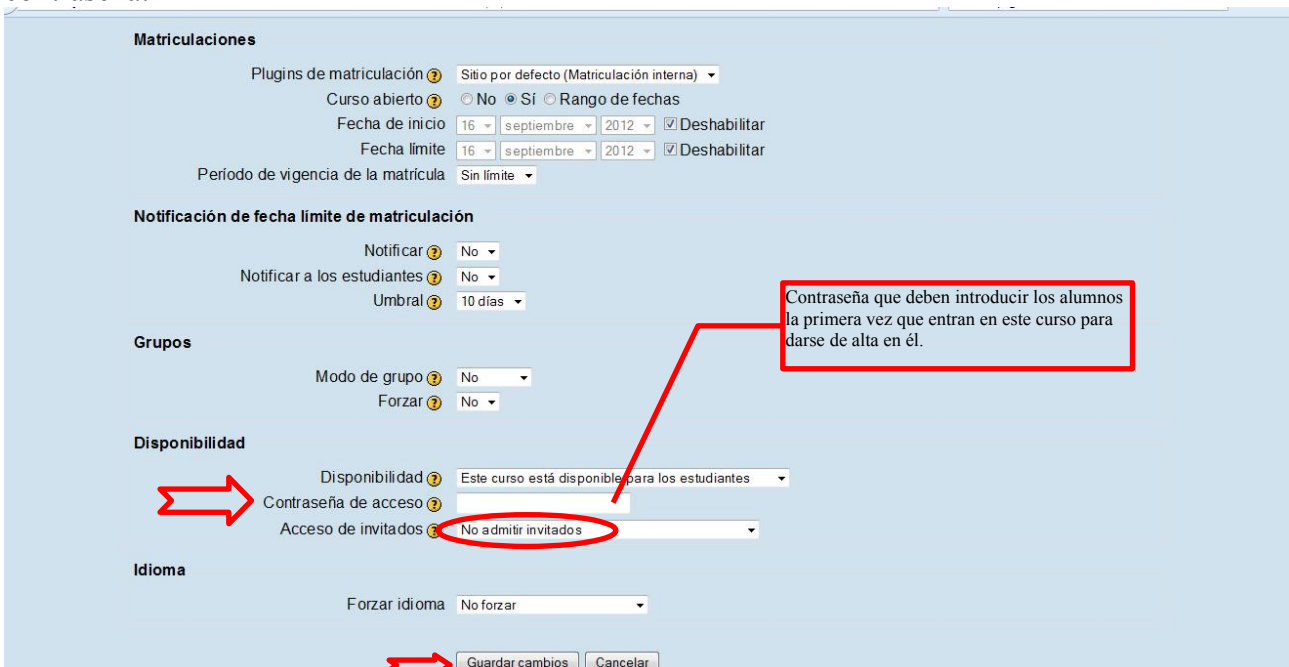 Matriculaciones
Plugins de matriculación Sitio por defecto (Matriculación interna)
Curso abierto No Sí Rango de fechas
Fecha de inicio 16 septiembre 2012 Deshabilitar
Fecha límite 16 septiembre 2012 Deshabilitar
Período de vigencia de la matrícula Sin límite
Notificación de fecha límite de matriculación
Notificar No
Notificar a los estudiantes No
Umbral 10 días
Contraseña que deben introducir los alumnos
la primera vez que entran en este curso para
darse de alta en él.
Grupos
Modo de grupo No
Forzar No
Disponibilidad
Disponibilidad Este curso está disponible para los estudiantes
Contraseña de acceso
Acceso de invitados No admitir invitados
Idioma
Forzar idioma No forzar
Guardar cambios Cancelar